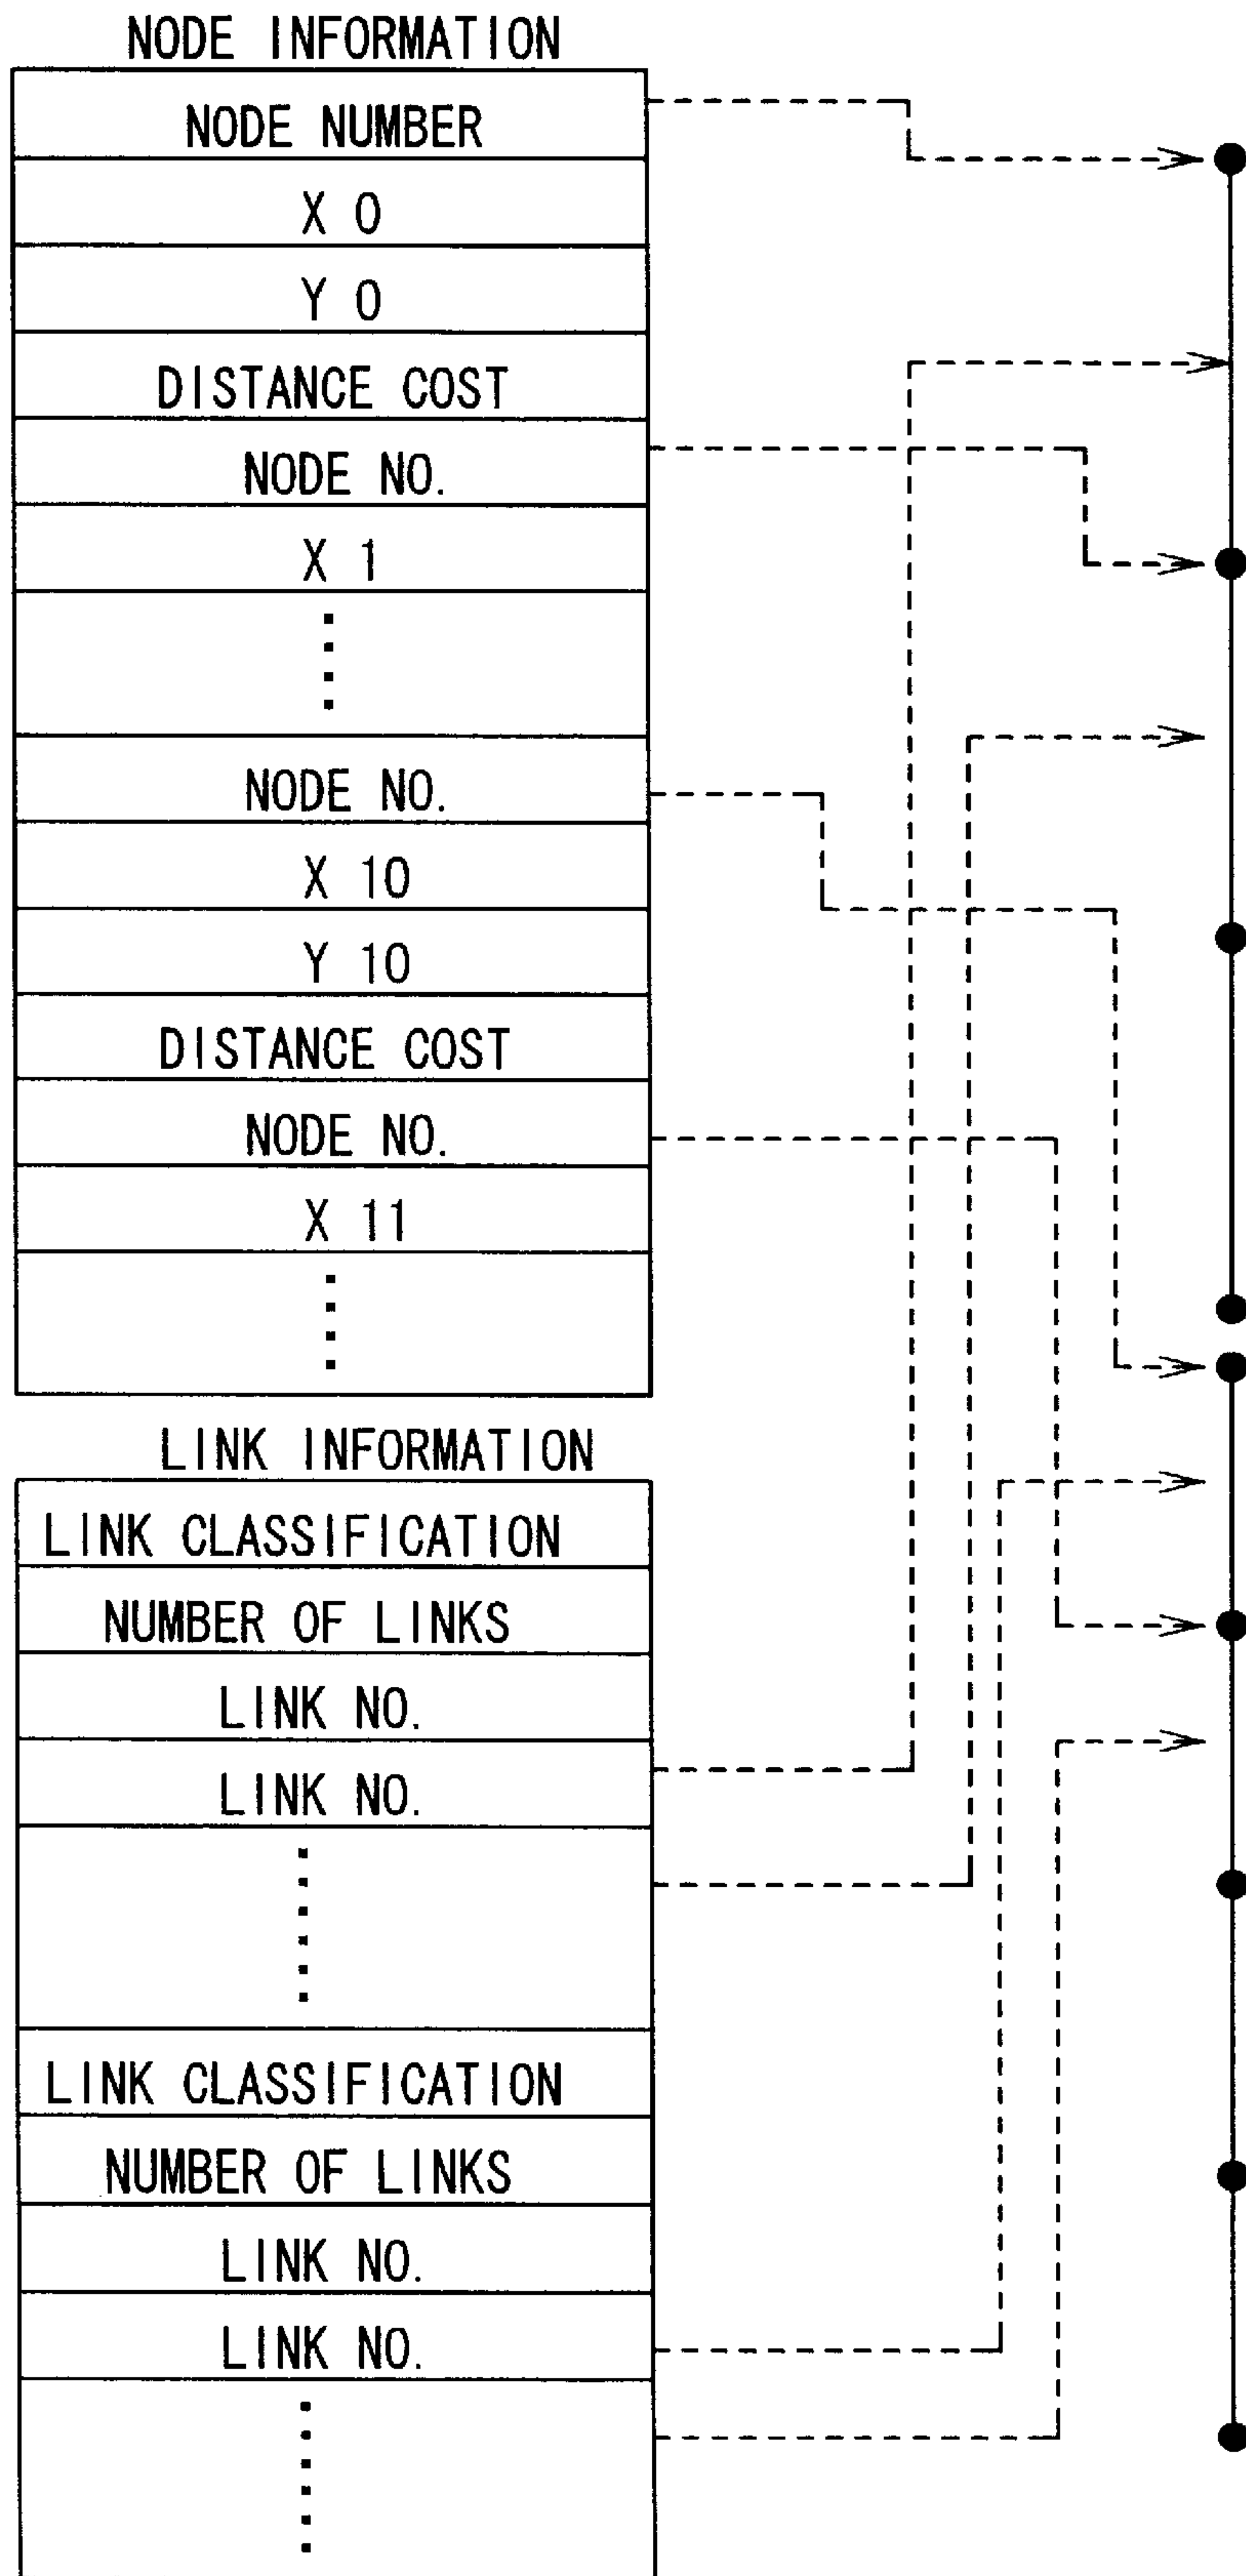 NODE INFORMATION
NODE NUMBER
X 0
Y 0
DISTANCE COST
NODE NO.
X 1
NODE NO.
X 10
Y 10
DISTANCE COST
NODE NO.
X 11
LINK INFORMATION
LINK CLASSIFICATION
NUMBER OF LINKS
LINK NO.
LINK NO.
LINK CLASSIFICATION
NUMBER OF LINKS
LINK NO.
LINK NO.